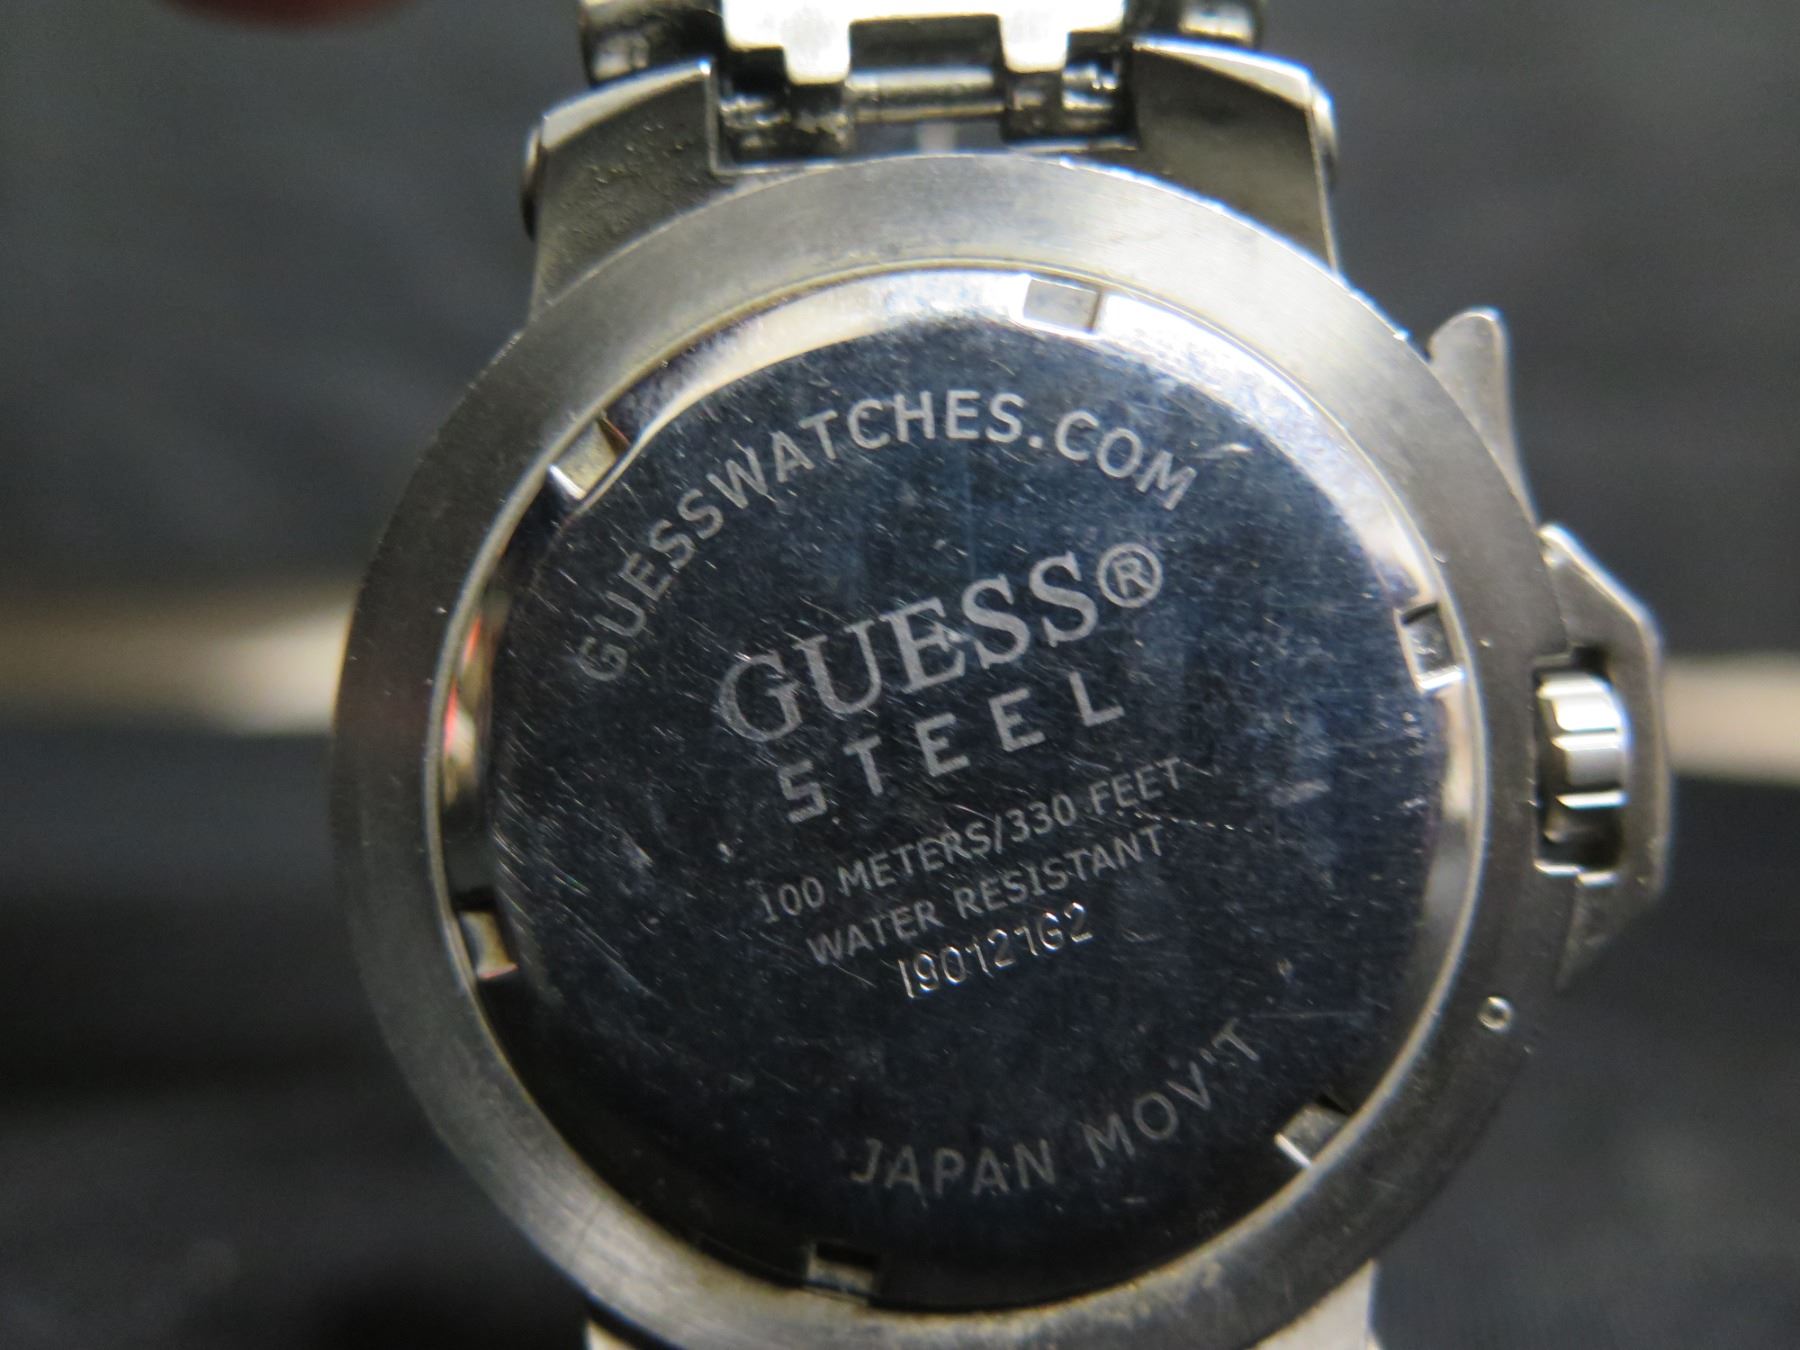 GUESSWATCHES.COM
GUESS®
STEEL
100 METERS/330 FEET
WATER RESISTANT
I90121G2
JAPAN MOV'T